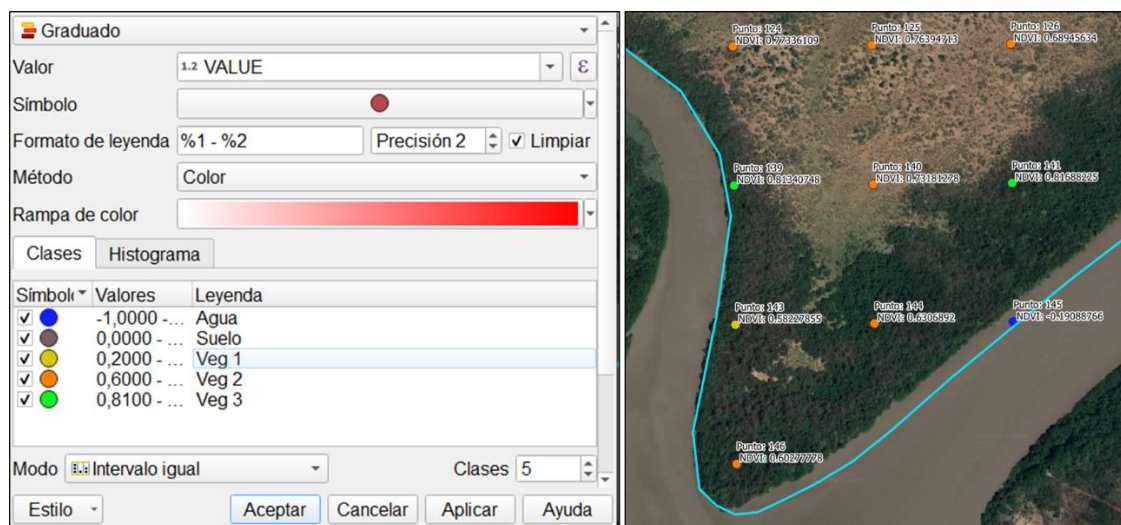 Graduado
Valor 1.2 VALUE ε
Símbolo
Formato de leyenda %1 - %2 Precisión 2 Limpiar
Método Color
Rampa de color
Clases Histograma
Símbolo Valores Leyenda
-1,0000 -... Agua
0,0000 - ... Suelo
0,2000 - ... Veg 1
0,6000 - ... Veg 2
0,8100 - ... Veg 3
Modo Intervalo igual Clases 5
Estilo Aceptar Cancelar Aplicar Ayuda
Punto: 124
NDVI: 0.77336109
Punto: 125
NDVI: 0.76394713
Punto: 126
NDVI: 0.68945634
Punto: 139
NDVI: 0.81340748
Punto: 140
NDVI: 0.73181278
Punto: 141
NDVI: 0.81688225
Punto: 143
NDVI: 0.58227855
Punto: 144
NDVI: 0.6306892
Punto: 145
NDVI: -0.19088766
Punto: 146
NDVI: 0.60277778